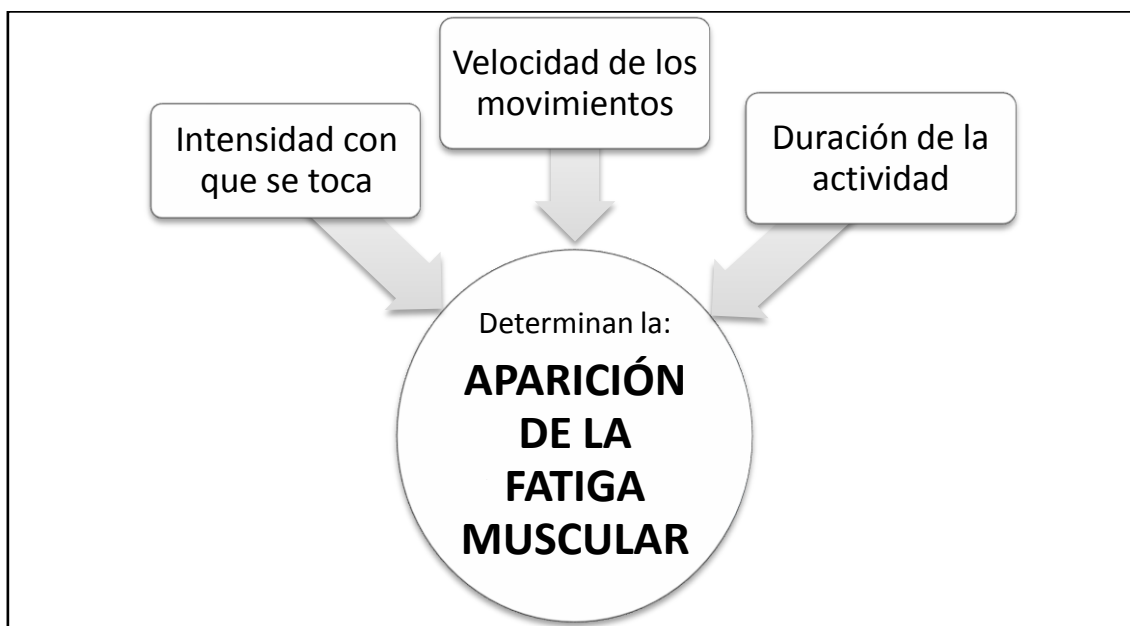 Velocidad de los
movimientos
Intensidad con
que se toca
Duración de la
actividad
Determinan la:
APARICIÓN
DE LA
FATIGA
MUSCULAR